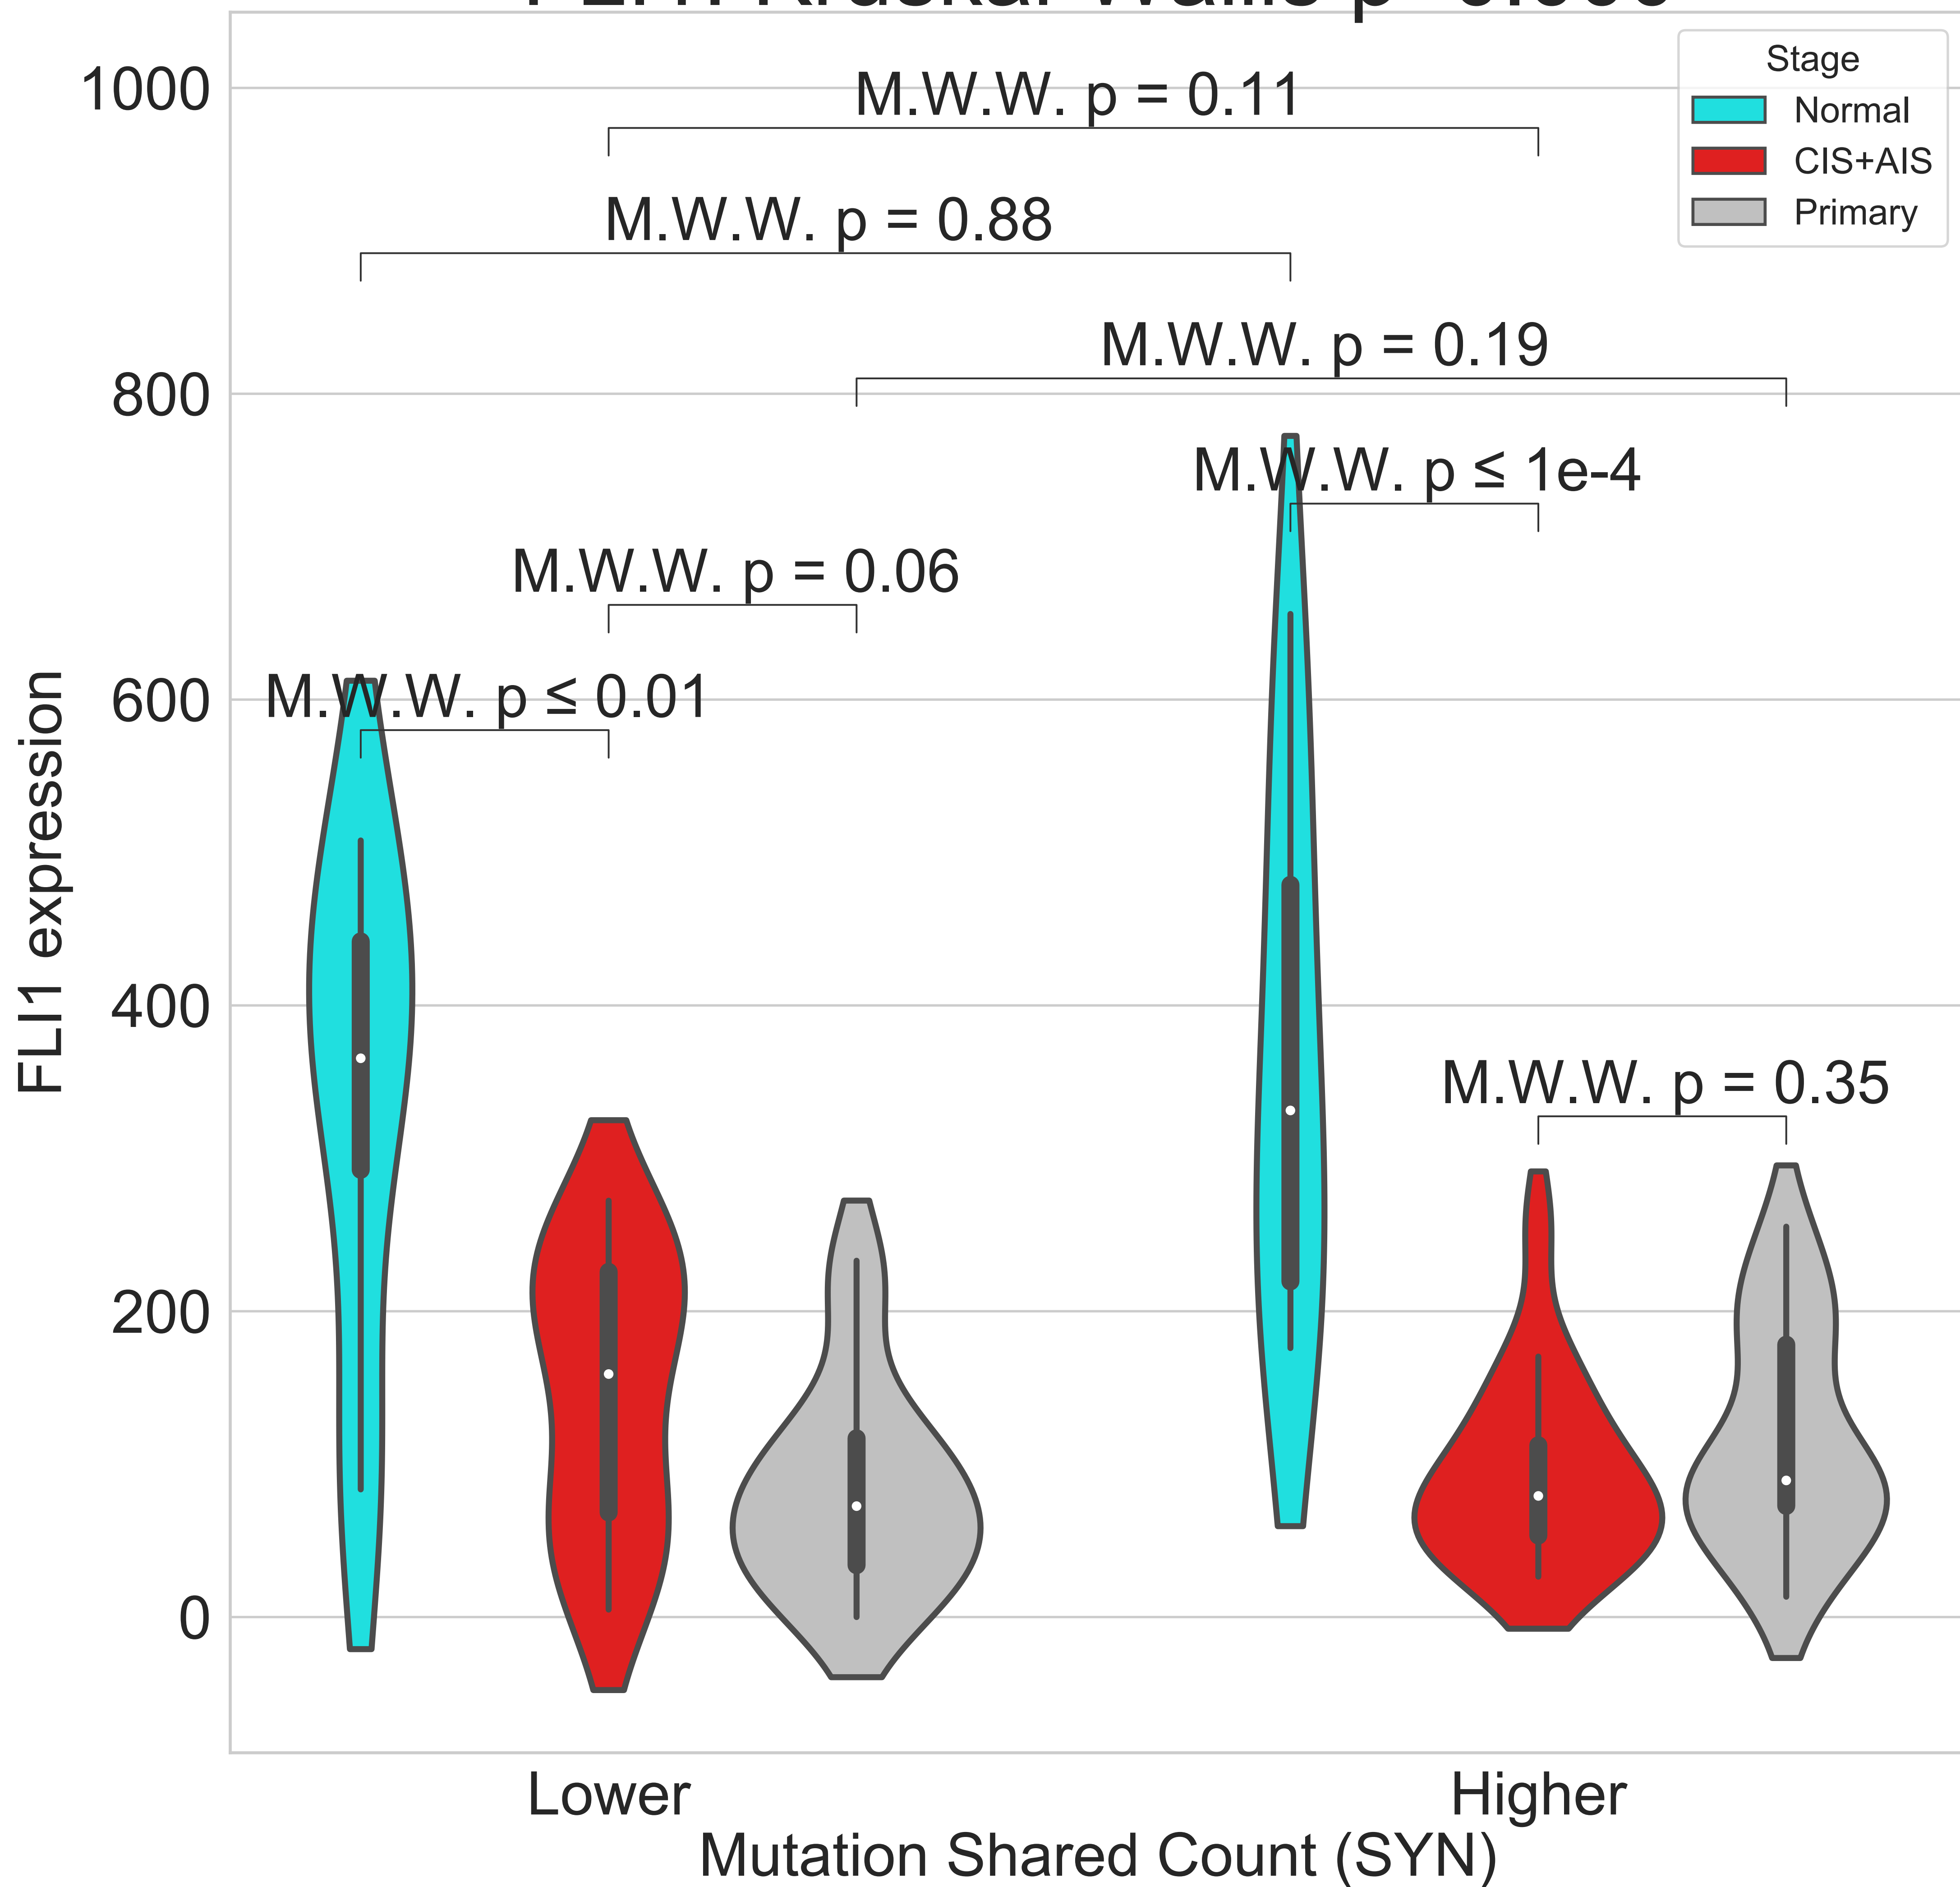 Stage
Normal
CIS+AIS
Primary
M.W.W. p = 0.11
M.W.W. p = 0.88
M.W.W. p = 0.19
M.W.W. p ≤ 1e-4
M.W.W. p = 0.06
M.W.W. p ≤ 0.01
M.W.W. p = 0.35
1000
800
600
400
200
0
FLI1 expression
Lower
Higher
Mutation Shared Count (SYN)